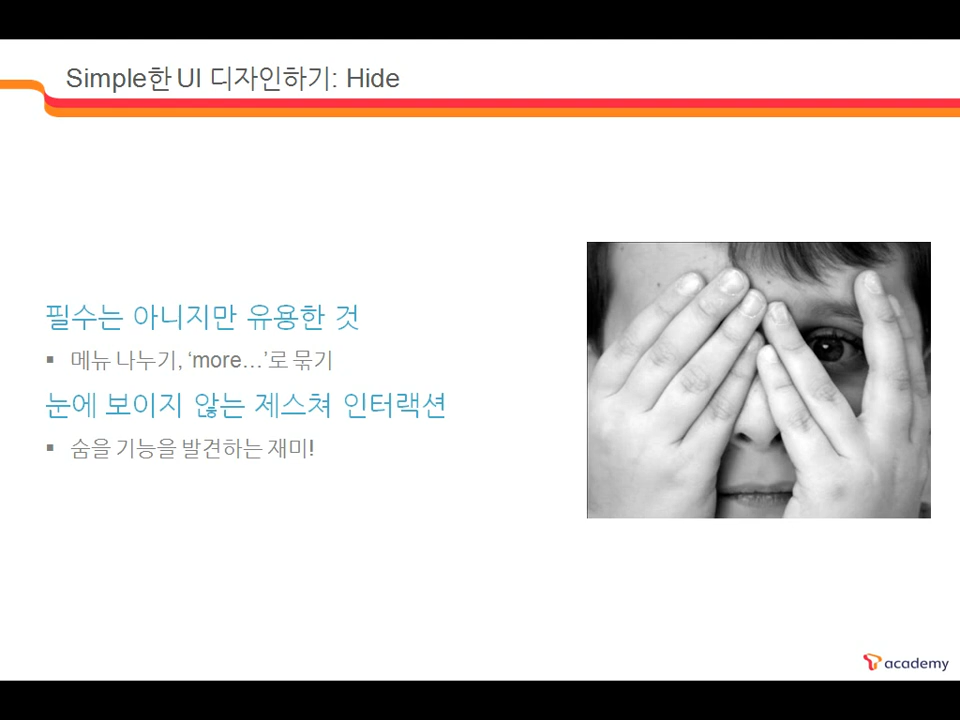 Simple한 UI 디자인하기: Hide
필수는 아니지만 유용한 것
▪ 메뉴 나누기, ‘more…’로 묶기
눈에 보이지 않는 제스쳐 인터랙션
▪ 숨을 기능을 발견하는 재미!
T academy